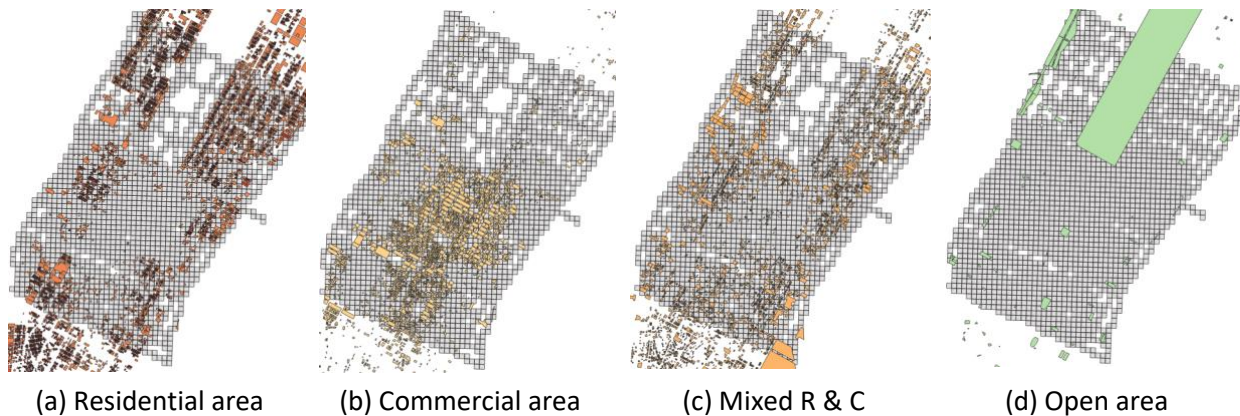 (a) Residential area
(b) Commercial area
(c) Mixed R & C
(d) Open area